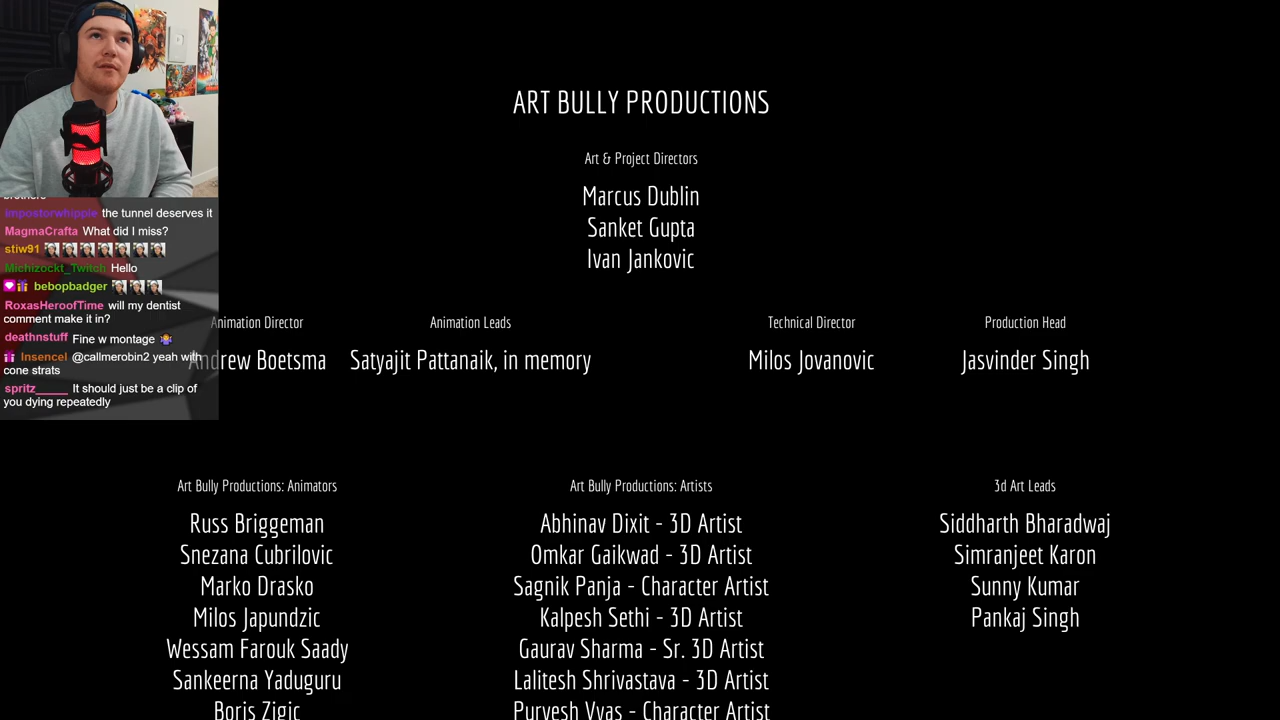 brothers
impostorwhipple the tunnel deserves it
MagmaCrafta What did I miss?
stiw91
Michizockt_Twitch Hello
bebopbadger
RoxasHeroofTime will my dentist
comment make it in?
deathnstuff Fine w montage
Insencel @callmerobin2 yeah with
cone strats
spritz_____ It should just be a clip of
you dying repeatedly
ART BULLY PRODUCTIONS
Art & Project Directors
Marcus Dublin
Sanket Gupta
Ivan Jankovic
Animation Director
Andrew Boetsma
Animation Leads
Satyajit Pattanaik, in memory
Technical Director
Milos Jovanovic
Production Head
Jasvinder Singh
Art Bully Productions: Animators
Russ Briggeman
Snezana Cubrilovic
Marko Drasko
Milos Japundzic
Wessam Farouk Saady
Sankeerna Yaduguru
Boris Zigic
Art Bully Productions: Artists
Abhinav Dixit - 3D Artist
Omkar Gaikwad - 3D Artist
Sagnik Panja - Character Artist
Kalpesh Sethi - 3D Artist
Gaurav Sharma - Sr. 3D Artist
Lalitesh Shrivastava - 3D Artist
Purvesh Vyas - Character Artist
3d Art Leads
Siddharth Bharadwaj
Simranjeet Karon
Sunny Kumar
Pankaj Singh